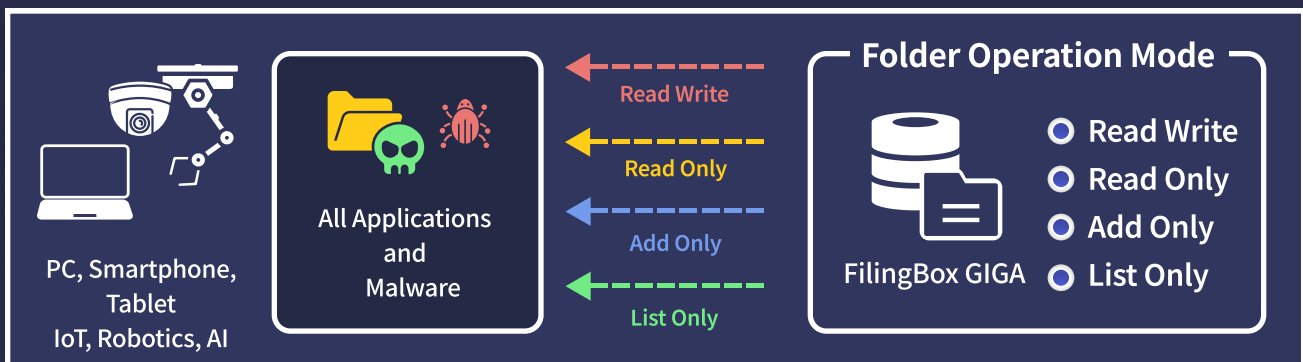 PC, Smartphone,
Tablet
IoT, Robotics, AI
All Applications
and
Malware
Read Write
Read Only
Add Only
List Only
Folder Operation Mode
FilingBox GIGA
Read Write
Read Only
Add Only
List Only